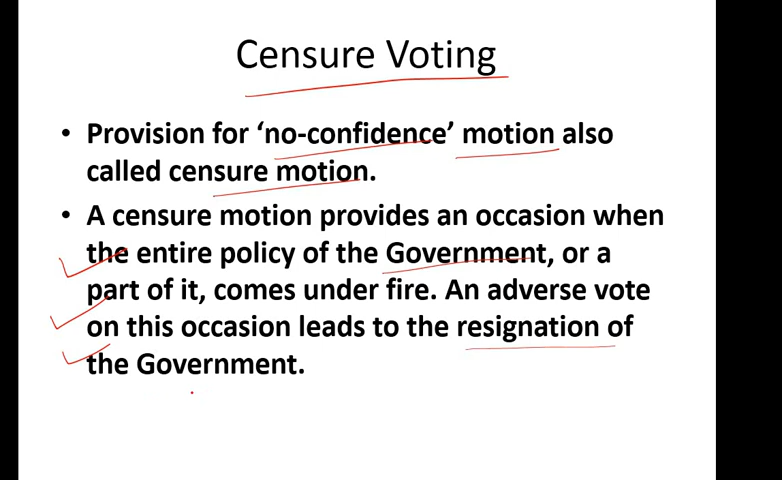 Censure Voting
• Provision for ‘no-confidence’ motion also
called censure motion.
• A censure motion provides an occasion when
the entire policy of the Government, or a
part of it, comes under fire. An adverse vote
on this occasion leads to the resignation of
the Government.